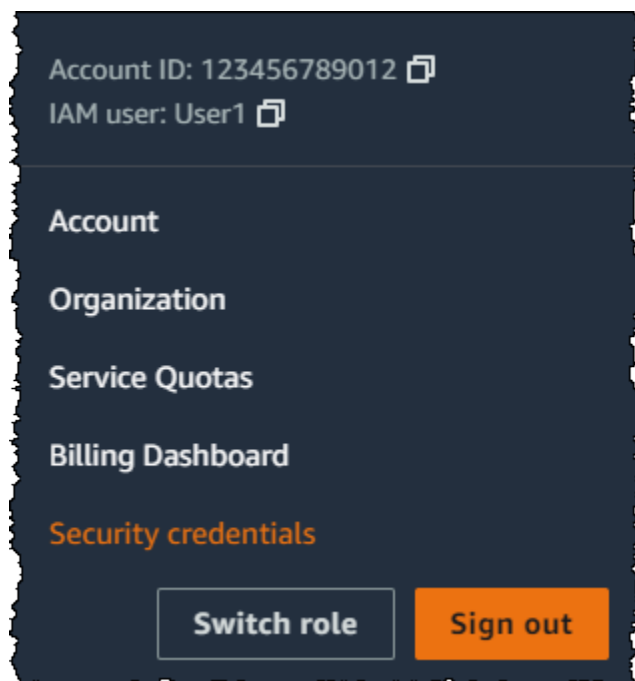 Account ID: 123456789012
IAM user: User1
Account
Organization
Service Quotas
Billing Dashboard
Security credentials
Switch role Sign out